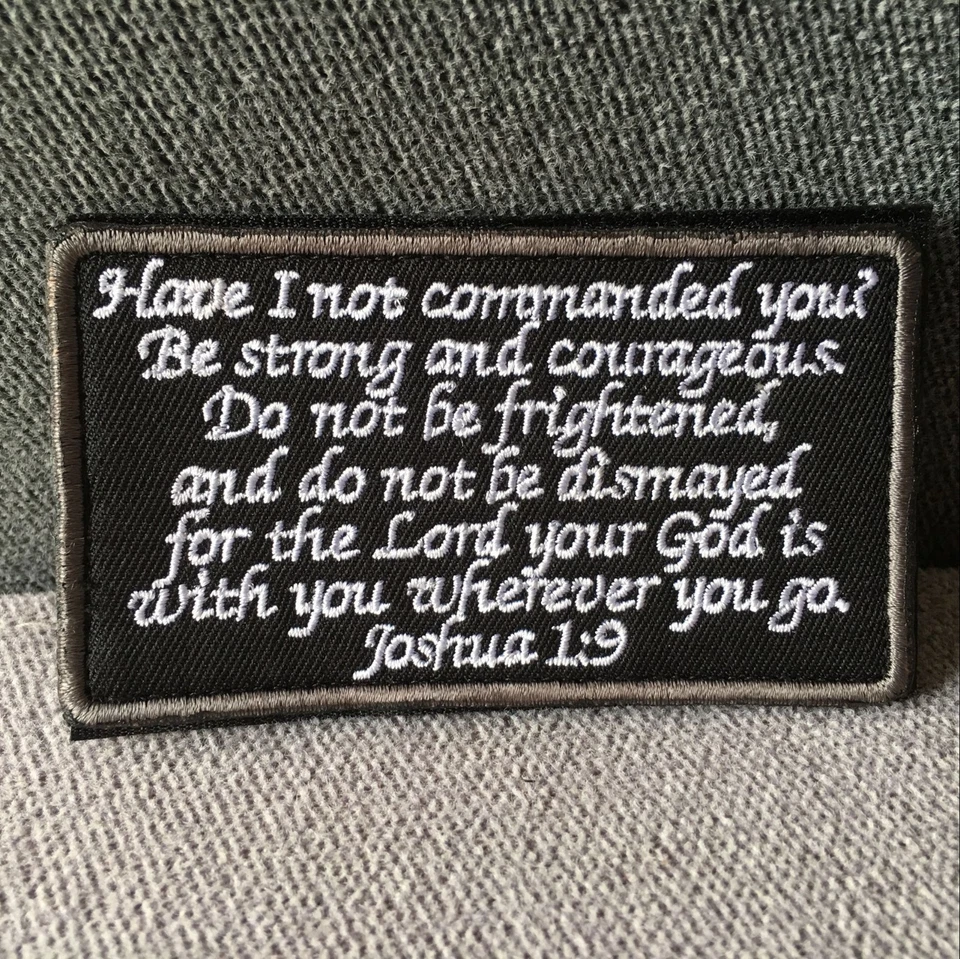 Have I not commanded you?
Be strong and courageous.
Do not be frightened,
and do not be dismayed
for the Lord your God is
with you wherever you go.
Joshua 1:9